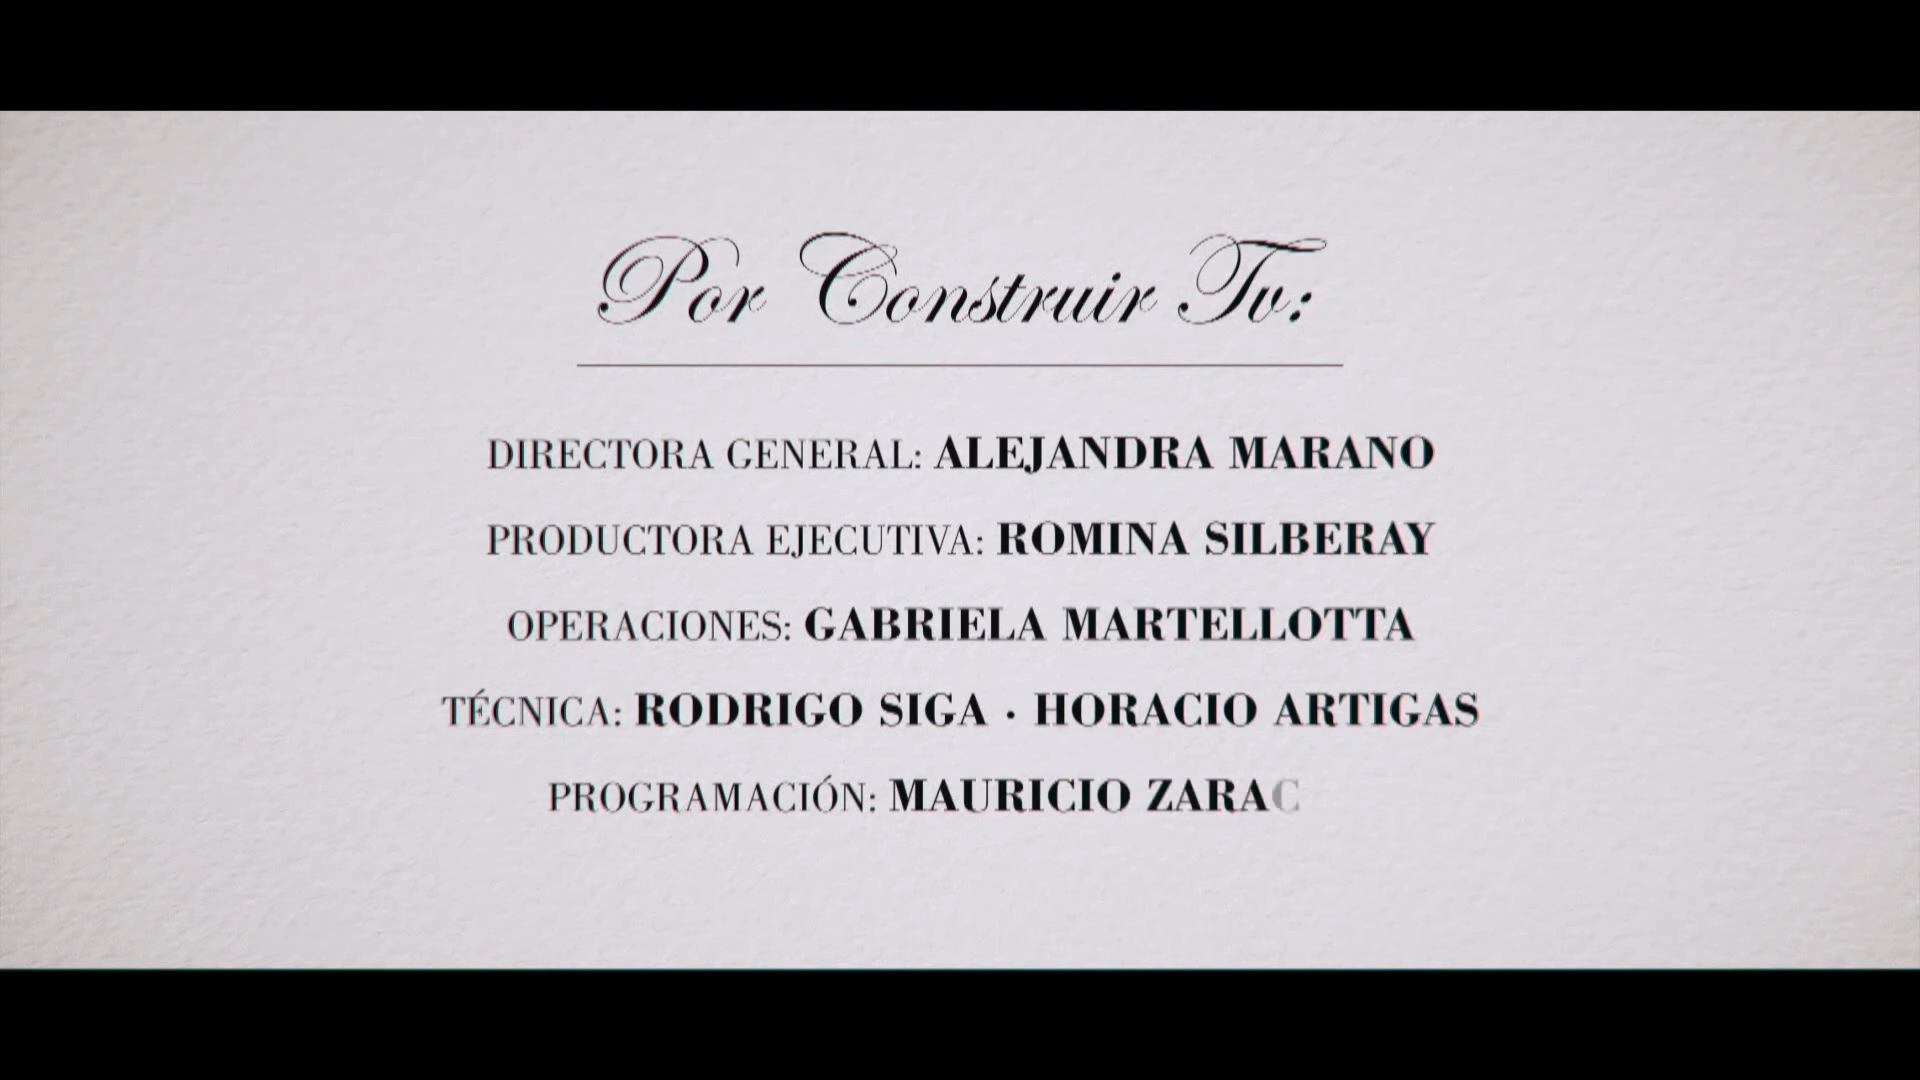 Por Construir Tv:
DIRECTORA GENERAL: ALEJANDRA MARANO
PRODUCTORA EJECUTIVA: ROMINA SILBERAY
OPERACIONES: GABRIELA MARTELLOTTA
TÉCNICA: RODRIGO SIGA · HORACIO ARTIGAS
PROGRAMACIÓN: MAURICIO ZARAC